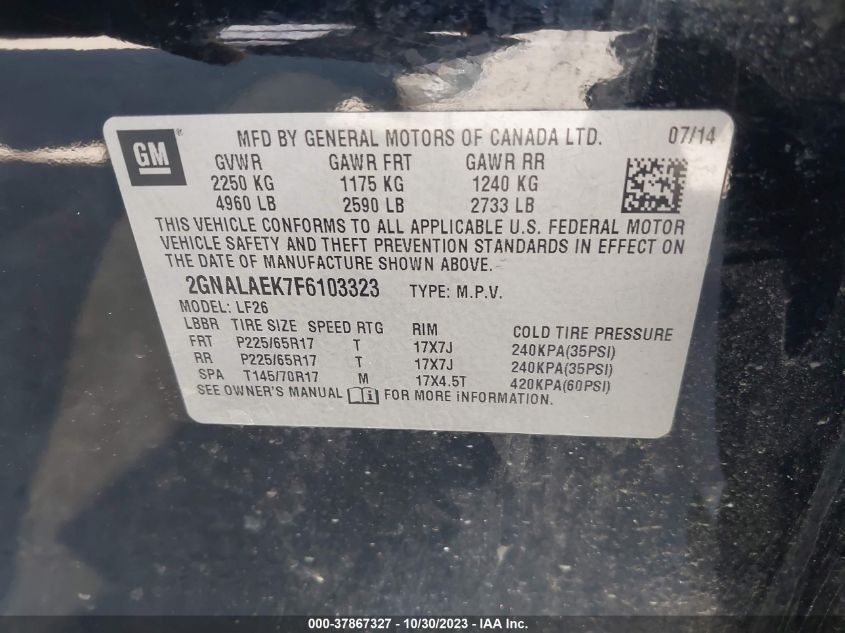 GM ® MFD BY GENERAL MOTORS OF CANADA LTD. 07/14
GVWR GAWR FRT GAWR RR
2250 KG 1175 KG 1240 KG
4960 LB 2590 LB 2733 LB
THIS VEHICLE CONFORMS TO ALL APPLICABLE U.S. FEDERAL MOTOR
VEHICLE SAFETY AND THEFT PREVENTION STANDARDS IN EFFECT ON
THE DATE OF MANUFACTURE SHOWN ABOVE.
2GNALAEK7F6103323 TYPE: M.P.V.
MODEL: LF26
LBBR TIRE SIZE SPEED RTG RIM COLD TIRE PRESSURE
FRT P225/65R17 T 17X7J 240KPA(35PSI)
RR P225/65R17 T 17X7J 240KPA(35PSI)
SPA T145/70R17 M 17X4.5T 420KPA(60PSI)
SEE OWNER'S MANUAL i FOR MORE INFORMATION.
000-37867327 - 10/30/2023 - IAA Inc.